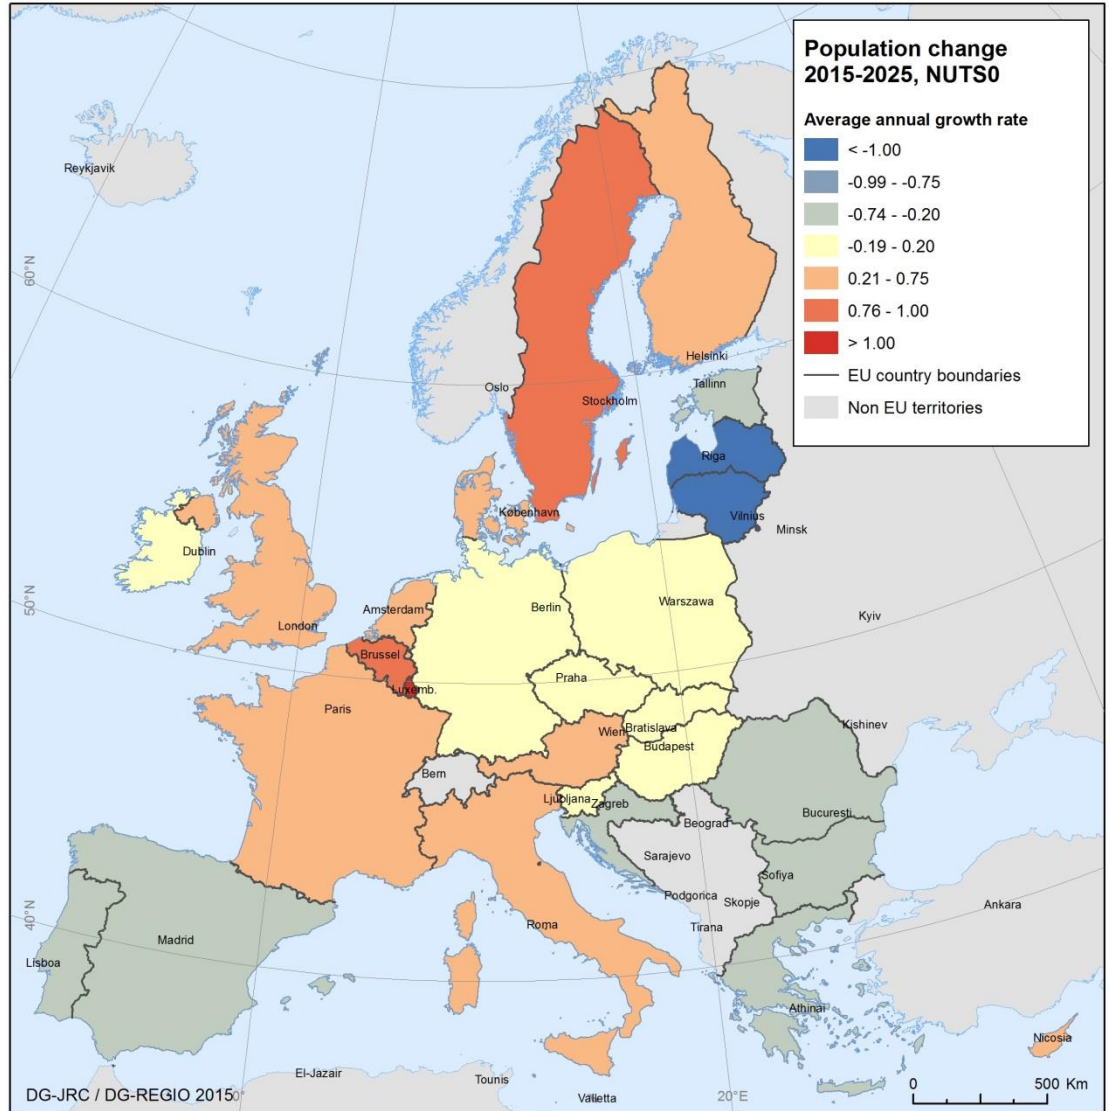 Population change
2015-2025, NUTS0
Average annual growth rate
< -1.00
-0.99 - -0.75
-0.74 - -0.20
-0.19 - 0.20
0.21 - 0.75
0.76 - 1.00
> 1.00
EU country boundaries
Non EU territories
Reykjavik
60°N
Helsinki
Tallinn
Oslo
Stockholm
Riga
København
Vilnius
Minsk
Dublin
50°N
Amsterdam
Berlin
Warszawa
London
Kyiv
Brussel
Praha
Luxemb.
Paris
Kishinev
Wien
Bratislava
Budapest
Bern
Ljubljana
Zagreb
Bucuresti
Beograd
Sarajevo
Sofiya
Podgorica
Skopje
Ankara
40°N
Roma
Tirana
Madrid
Lisboa
Athinai
Nicosia
El-Jazair
Tounis
Valletta
DG-JRC / DG-REGIO 2015
0°
20°E
0 500 Km